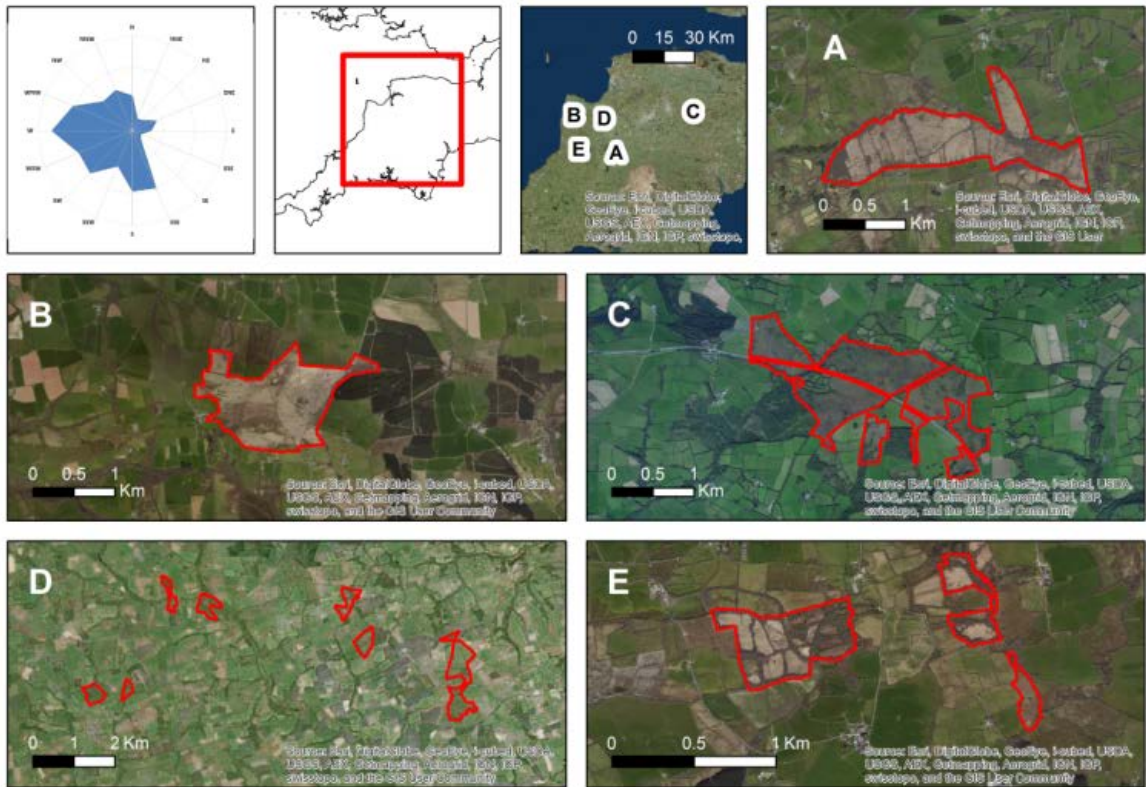 N
W
E
S
0 15 30 Km
B
D
C
E
A
Source: Esri, DigitalGlobe,
GeoEye, i-cubed, USDA,
USGS, AEX, Getmapping,
Aerogrid, IGN, IGP, swisstopo,
A
0 0.5 1
Km
Source: Esri, DigitalGlobe, GeoEye,
i-cubed, USDA, USGS, AEX,
Getmapping, Aerogrid, IGN, IGP,
swisstopo, and the GIS User
B
0 0.5 1
Km
Source: Esri, DigitalGlobe, GeoEye, i-cubed, USDA,
USGS, AEX, Getmapping, Aerogrid, IGN, IGP,
swisstopo, and the GIS User Community
C
0 0.5 1
Km
Source: Esri, DigitalGlobe, GeoEye, i-cubed, USDA,
USGS, AEX, Getmapping, Aerogrid, IGN, IGP,
swisstopo, and the GIS User Community
D
0 1 2 Km
Source: Esri, DigitalGlobe, GeoEye, i-cubed, USDA,
USGS, AEX, Getmapping, Aerogrid, IGN, IGP,
swisstopo, and the GIS User Community
E
0 0.5 1
Km
Source: Esri, DigitalGlobe, GeoEye, i-cubed, USDA,
USGS, AEX, Getmapping, Aerogrid, IGN, IGP,
swisstopo, and the GIS User Community